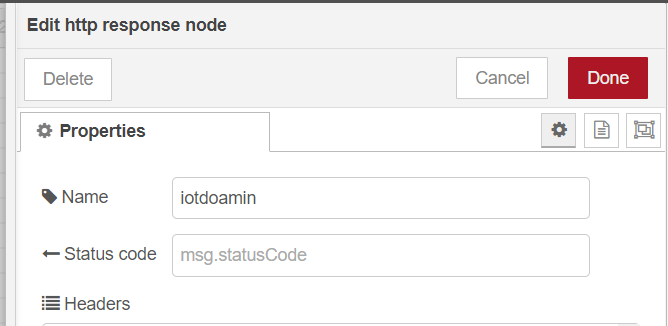 Edit http response node
Delete
Cancel
Done
Properties
Name
iotdoamin
Status code
msg.statusCode
Headers